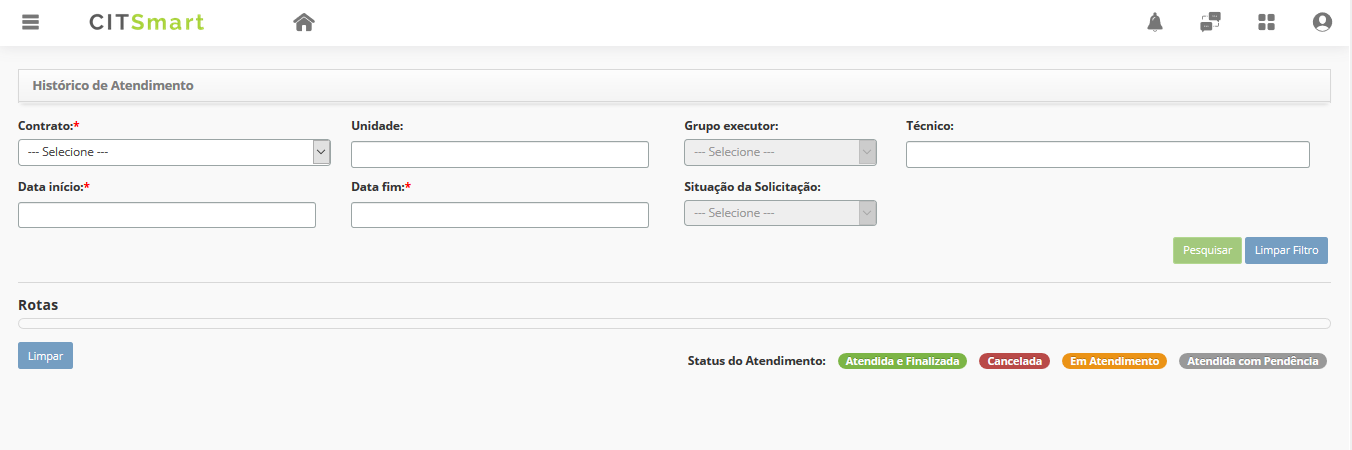 CITSmart
Histórico de Atendimento
Contrato:* Unidade: Grupo executor: Técnico:
--- Selecione --- --- Selecione ---
Data início:* Data fim:* Situação da Solicitação:
--- Selecione ---
Pesquisar Limpar Filtro
Rotas
Limpar Status do Atendimento: Atendida e Finalizada Cancelada Em Atendimento Atendida com Pendência